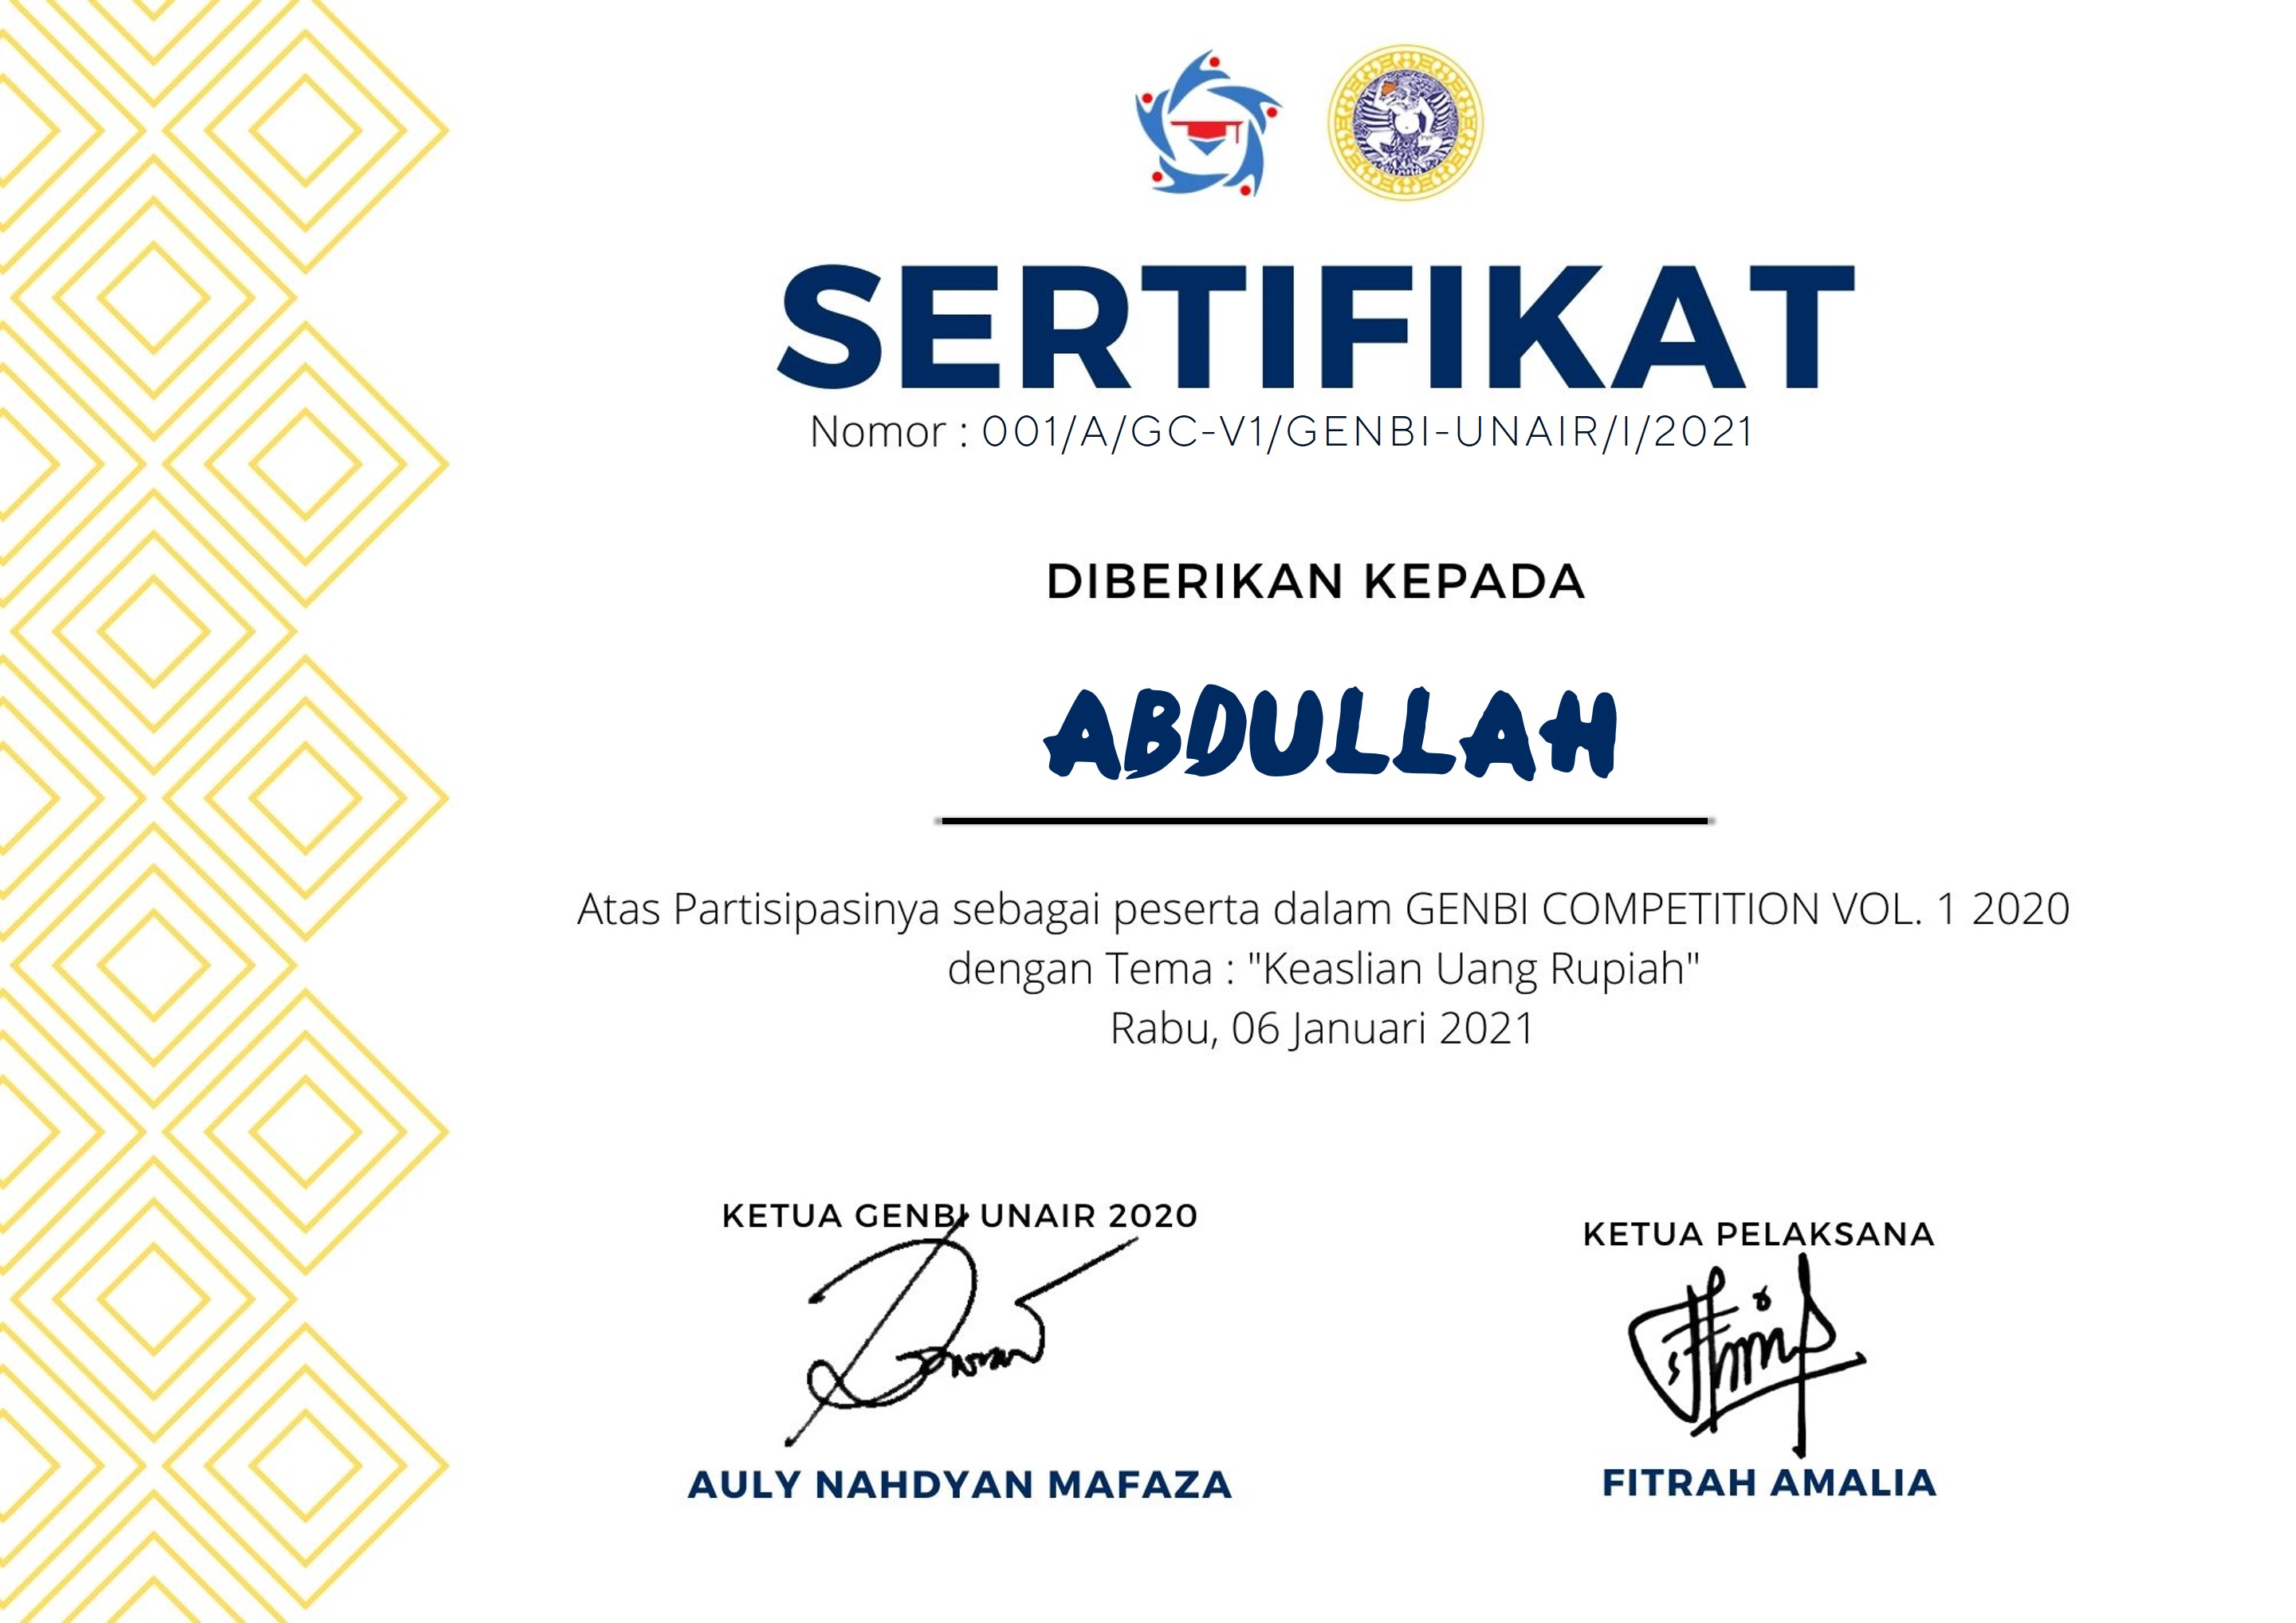 SERTIFIKAT
Nomor : 001/A/GC-V1/GENBI-UNAIR/I/2021
DIBERIKAN KEPADA
ABDULLAH
Atas Partisipasinya sebagai peserta dalam GENBI COMPETITION VOL. 1 2020
dengan Tema : "Keaslian Uang Rupiah"
Rabu, 06 Januari 2021
KETUA GENBI UNAIR 2020
AULY NAHDYAN MAFAZA
KETUA PELAKSANA
FITRAH AMALIA